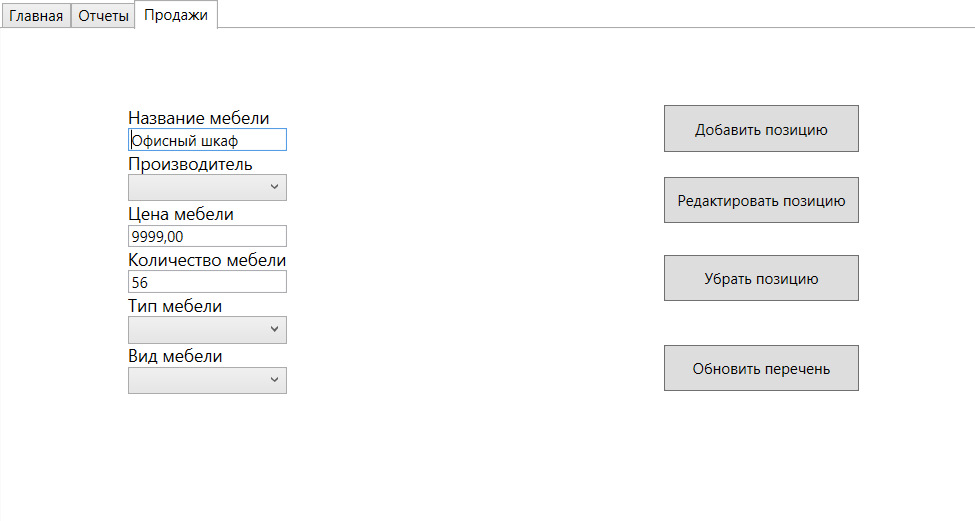 Главная Отчеты Продажи
Название мебели
Офисный шкаф
Производитель
Цена мебели
9999,00
Количество мебели
56
Тип мебели
Вид мебели
Добавить позицию
Редактировать позицию
Убрать позицию
Обновить перечень